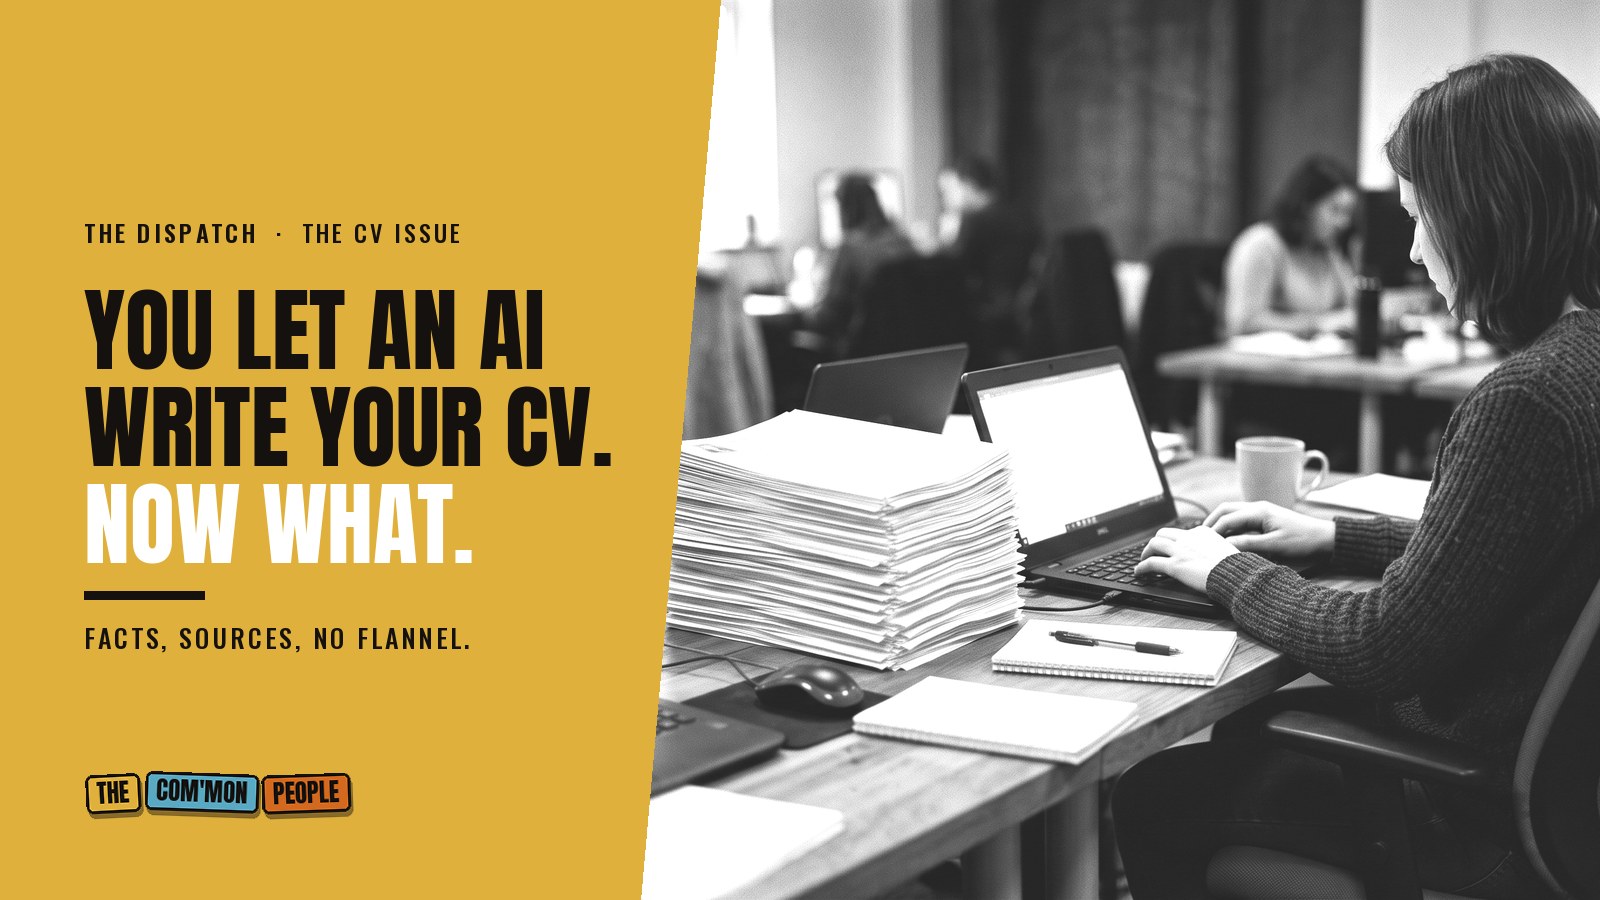 THE DISPATCH · THE CV ISSUE
YOU LET AN AI
WRITE YOUR CV.
NOW WHAT.
FACTS, SOURCES, NO FLANNEL.
THE COM'MON PEOPLE